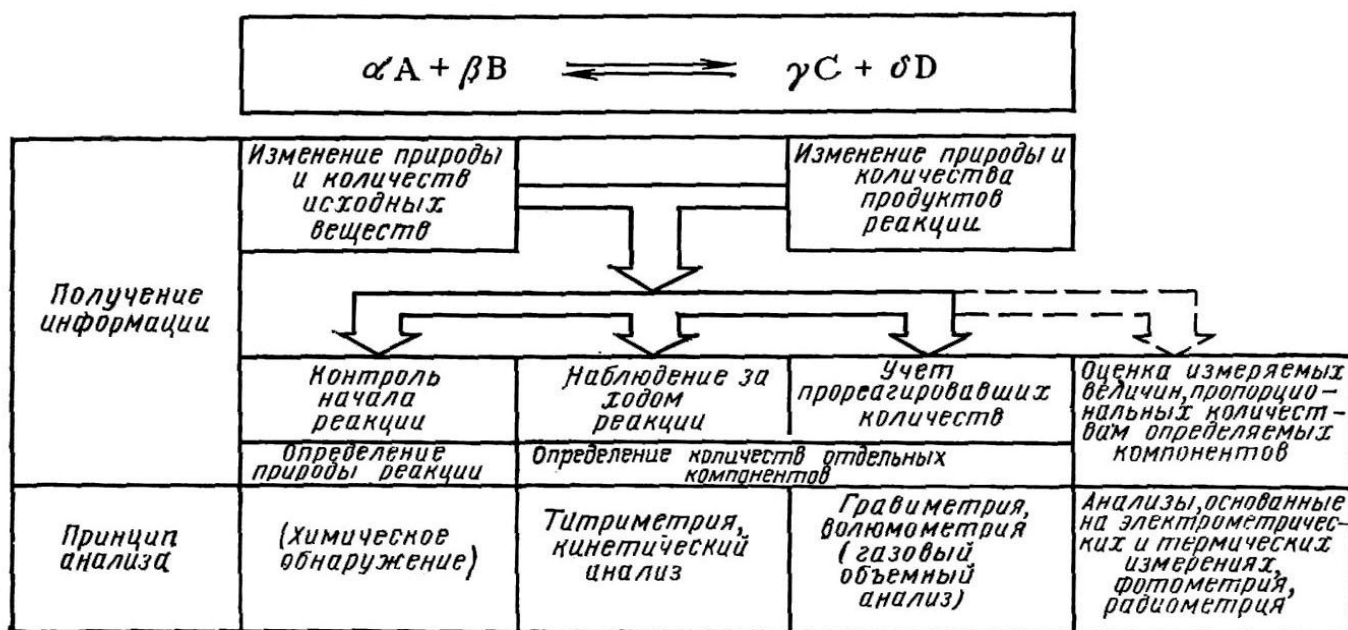 αA + βB ⇌ γC + δD
Изменение природы
и количеств
исходных
веществ
Изменение природы и
количества
продуктов
реакции
Получение
информации
Контроль
начала
реакции
Наблюдение за
ходом
реакции
Учет
прореагировавших
количеств
Оценка измеряемых
величин, пропорцио-
нальных количест-
вам определяемых
компонентов
Определение
природы реакции
Определение количеств отдельных
компонентов
Принцип
анализа
(Химическое
обнаружение)
Титриметрия,
кинетический
анализ
Гравиметрия,
волюмометрия
(газовый
объемный
анализ)
Анализы, основанные
на электрометричес-
ких и термических
измерениях,
фотометрия,
радиометрия